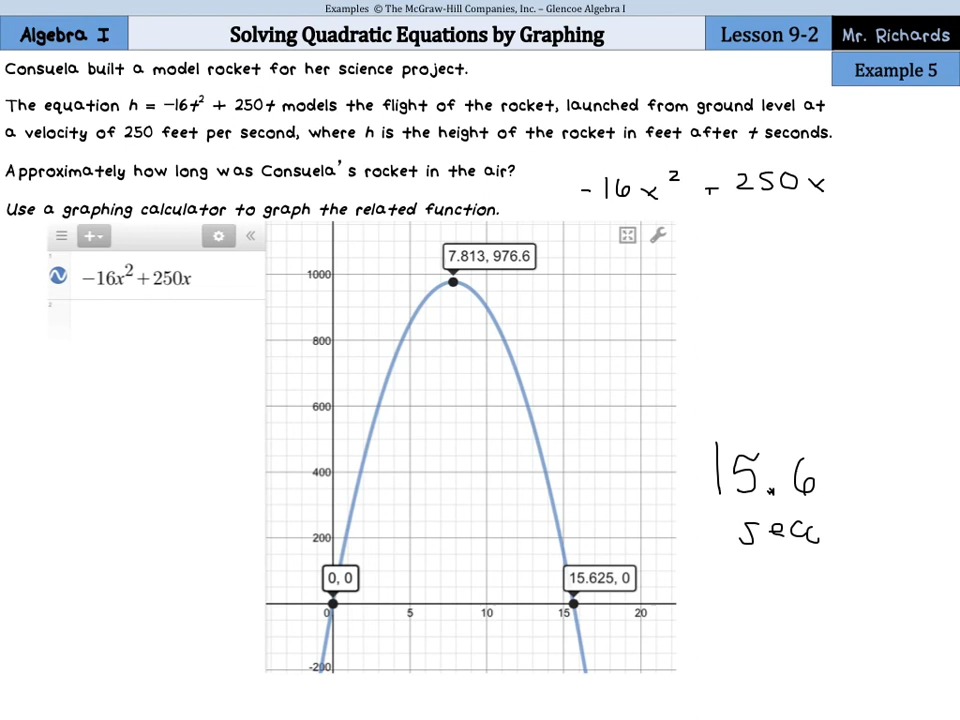 Examples © The McGraw-Hill Companies, Inc. – Glencoe Algebra I
Algebra I
Solving Quadratic Equations by Graphing
Lesson 9-2
Mr. Richards
Example 5
Consuela built a model rocket for her science project.
The equation h = -16t² + 250t models the flight of the rocket, launched from ground level at
a velocity of 250 feet per second, where h is the height of the rocket in feet after t seconds.
Approximately how long was Consuela's rocket in the air?
-16x² + 250x
Use a graphing calculator to graph the related function.
1
−16x²+250x
2
7.813, 976.6
1000
800
600
400
200
15.6
sec
0, 0
15.625, 0
0
5
10
15
20
-200